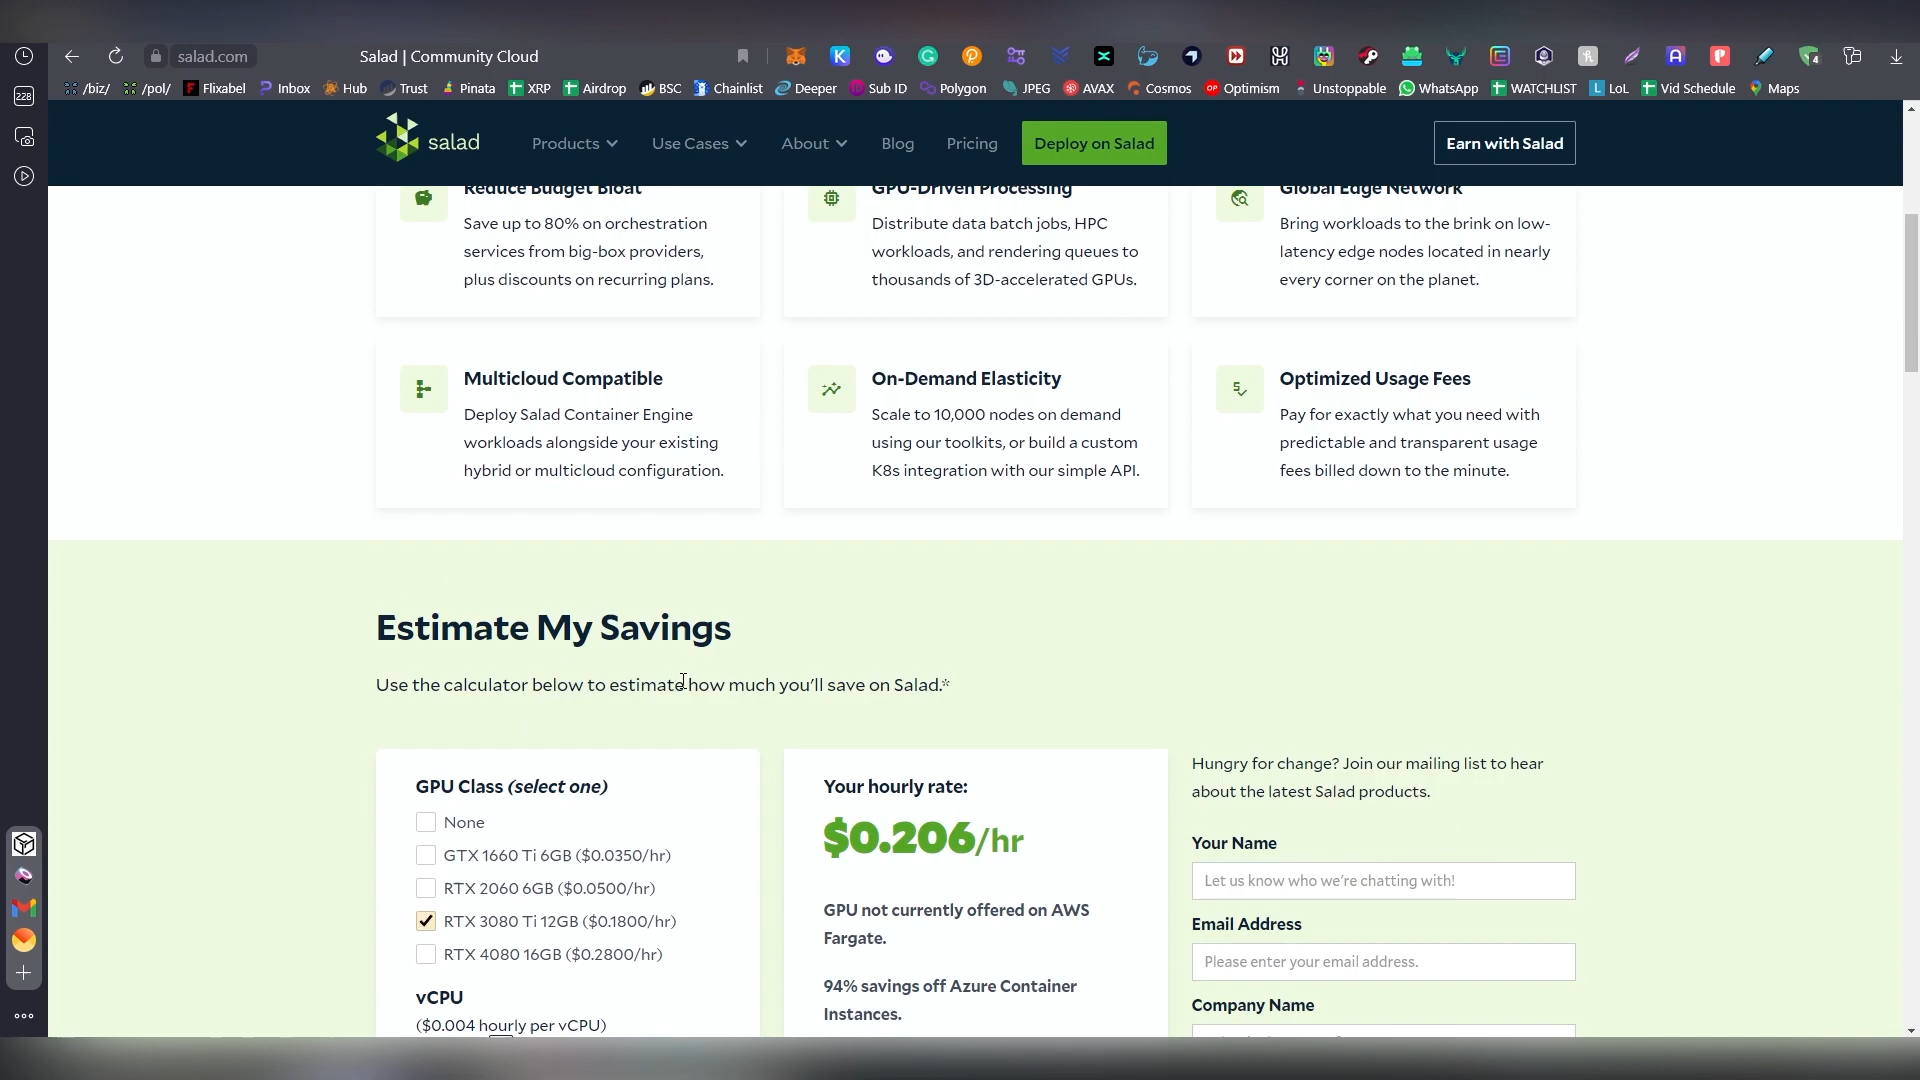 salad.com
Salad | Community Cloud
4
228
/biz/
/pol/
Flixabel
Inbox
Hub
Trust
Pinata
XRP
Airdrop
BSC
Chainlist
Deeper
Sub ID
Polygon
JPEG
AVAX
Cosmos
Optimism
Unstoppable
WhatsApp
WATCHLIST
LoL
Vid Schedule
Maps
salad
Products
Use Cases
About
Blog
Pricing
Deploy on Salad
Earn with Salad
Reduce Budget Bloat
Save up to 80% on orchestration
services from big-box providers,
plus discounts on recurring plans.
GPU-Driven Processing
Distribute data batch jobs, HPC
workloads, and rendering queues to
thousands of 3D-accelerated GPUs.
Global Edge Network
Bring workloads to the brink on low-
latency edge nodes located in nearly
every corner on the planet.
Multicloud Compatible
Deploy Salad Container Engine
workloads alongside your existing
hybrid or multicloud configuration.
On-Demand Elasticity
Scale to 10,000 nodes on demand
using our toolkits, or build a custom
K8s integration with our simple API.
Optimized Usage Fees
Pay for exactly what you need with
predictable and transparent usage
fees billed down to the minute.
Estimate My Savings
Use the calculator below to estimate how much you'll save on Salad.*
GPU Class (select one)
None
GTX 1660 Ti 6GB ($0.0350/hr)
RTX 2060 6GB ($0.0500/hr)
RTX 3080 Ti 12GB ($0.1800/hr)
RTX 4080 16GB ($0.2800/hr)
vCPU
($0.004 hourly per vCPU)
Your hourly rate:
$0.206/hr
GPU not currently offered on AWS
Fargate.
94% savings off Azure Container
Instances.
Hungry for change? Join our mailing list to hear
about the latest Salad products.
Your Name
Let us know who we're chatting with!
Email Address
Please enter your email address.
Company Name